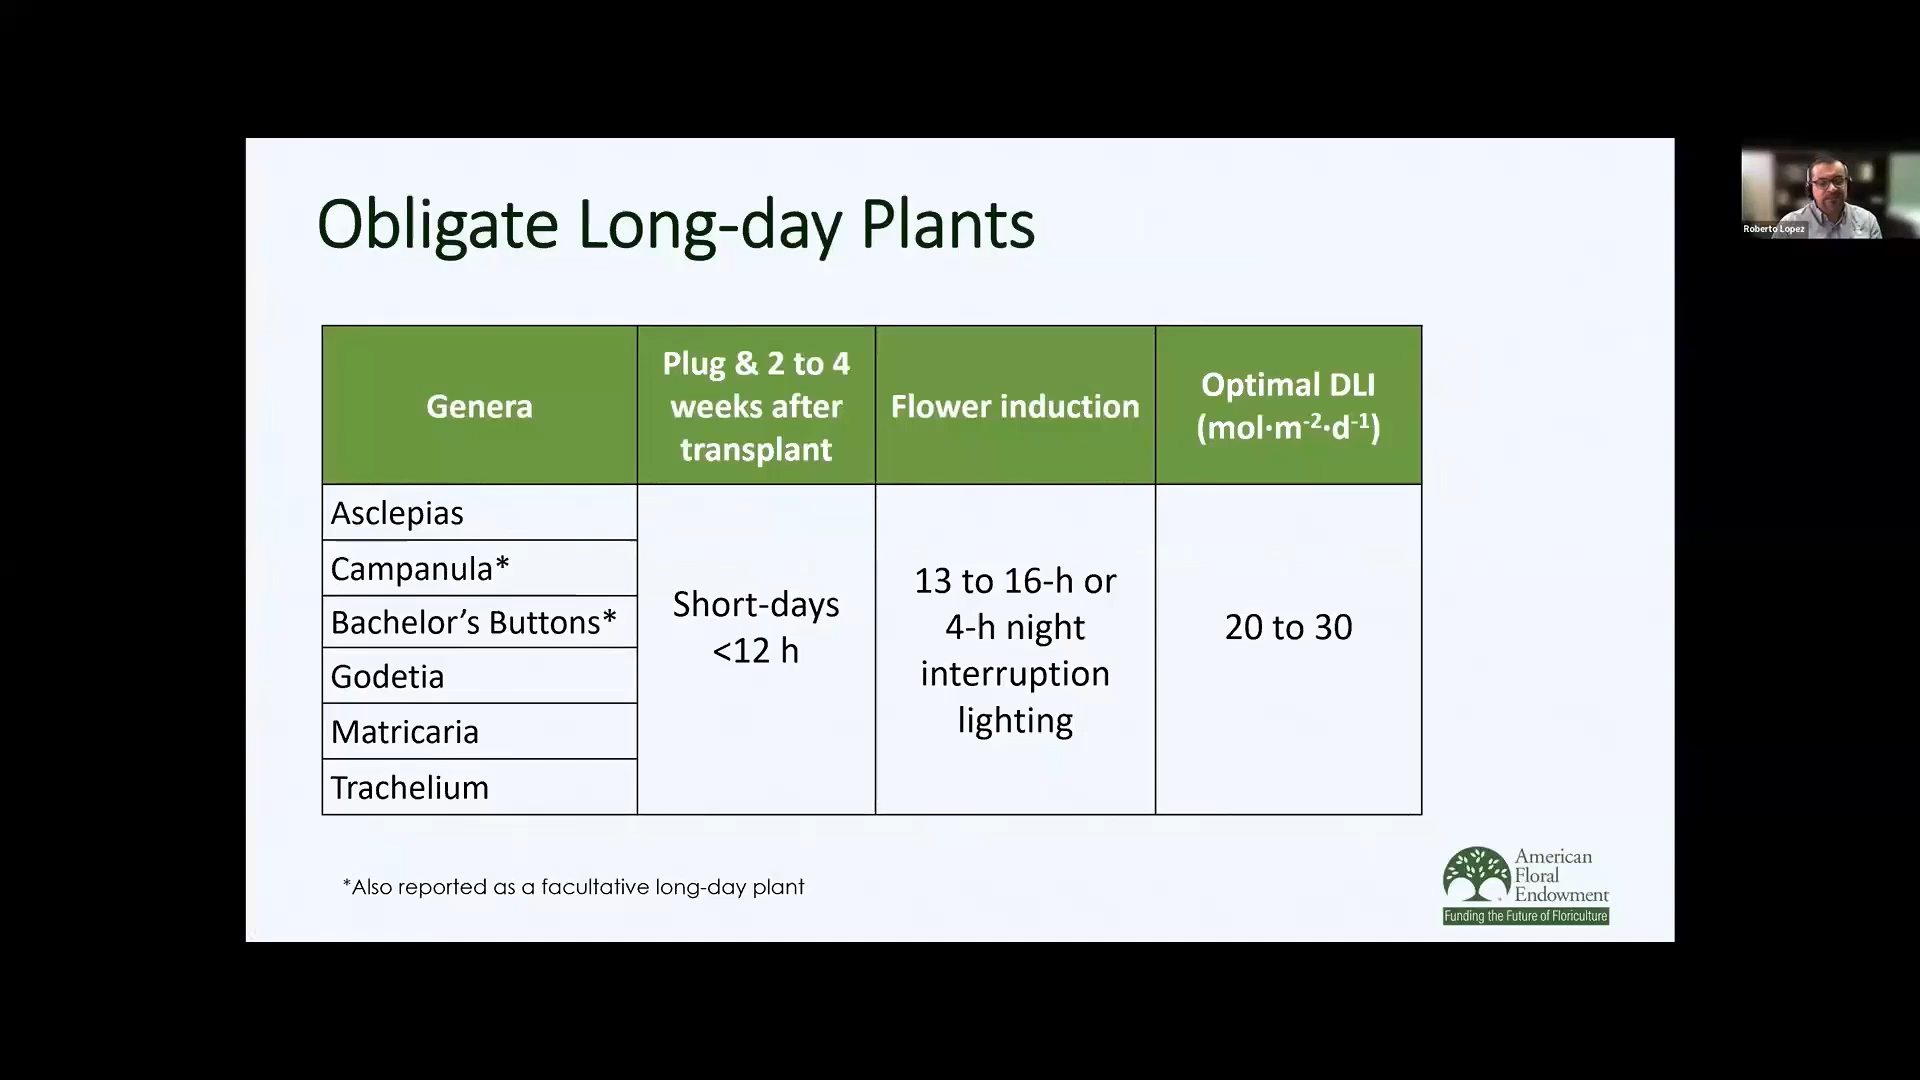 Obligate Long-day Plants
Genera
Plug & 2 to 4
weeks after
transplant
Flower induction
Optimal DLI
(mol·m⁻²·d⁻¹)
Asclepias
Campanula*
Bachelor’s Buttons*
Godetia
Matricaria
Trachelium
Short-days
<12 h
13 to 16-h or
4-h night
interruption
lighting
20 to 30
*Also reported as a facultative long-day plant
American
Floral
Endowment
Funding the Future of Floriculture
Roberto Lopez